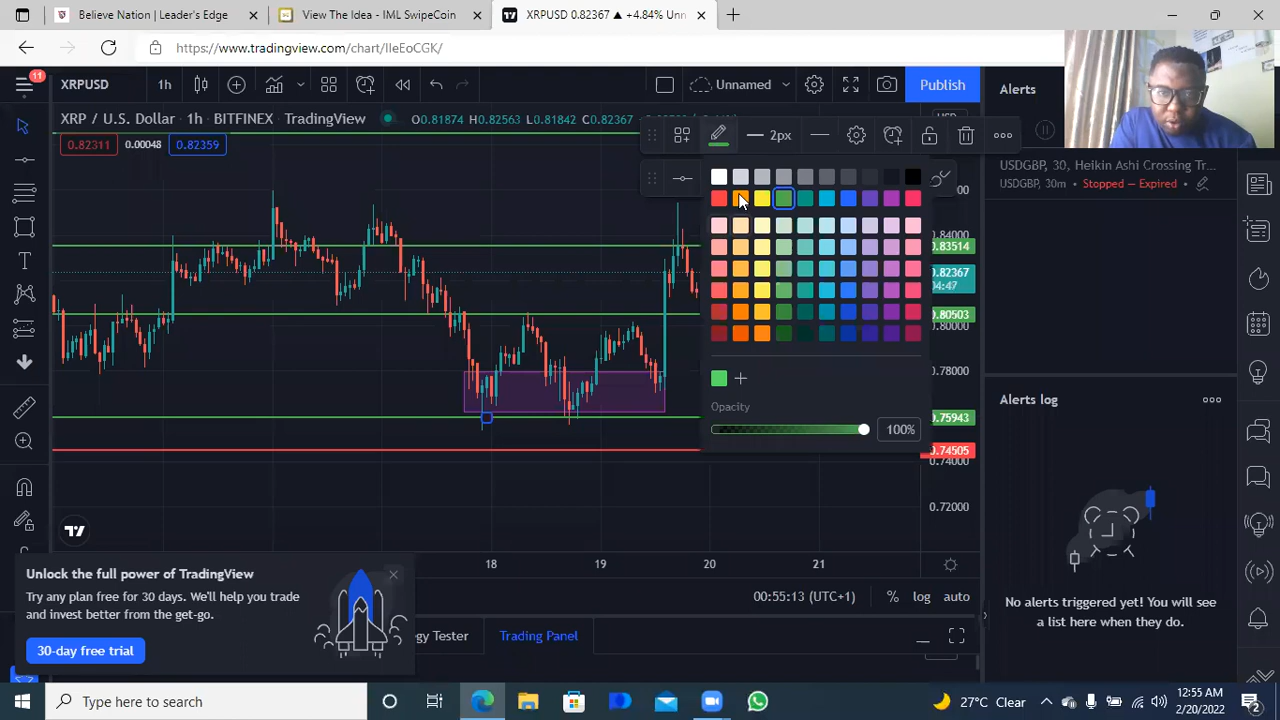 Believe Nation | Leader's Edge
View The Idea - IML SwipeCoin
XRPUSD 0.82367 ▲ +4.84% Unn
https://www.tradingview.com/chart/
11
XRPUSD
1h
Unnamed
Publish
Alerts
XRP / U.S. Dollar · 1h · BITFINEX · TradingView
O0.81874 H0.82563 L0.81842 C0.82367
2px
0.82311
0.00048
0.82359
USDGBP, 30, Heikin Ashi Crossing Tr...
USDGBP, 30m • Stopped — Expired
0.84000
0.83514
0.82367
04:47
0.80503
0.80000
0.78000
0.75943
0.74505
0.74000
0.72000
Opacity
100%
Alerts log
No alerts triggered yet! You will see
a list here when they do.
18
19
20
21
00:55:13 (UTC+1)
%
log
auto
Unlock the full power of TradingView
Try any plan free for 30 days. We'll help you trade
and invest better from the get-go.
30-day free trial
gy Tester
Trading Panel
Type here to search
27°C Clear
12:55 AM
2/20/2022
2